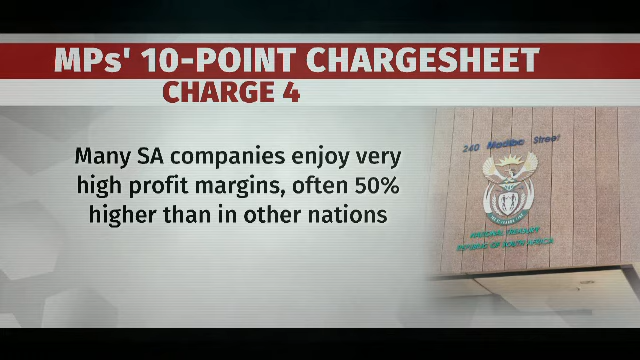 MPs' 10-POINT CHARGESHEET
CHARGE 4
Many SA companies enjoy very
high profit margins, often 50%
higher than in other nations
240 Madiba Street
NATIONAL TREASURY
REPUBLIC OF SOUTH AFRICA